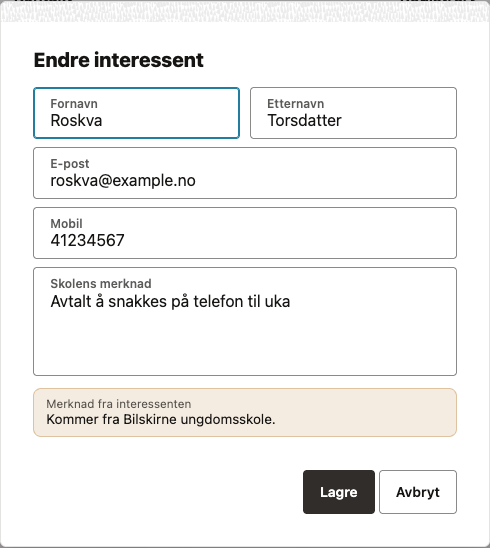 Endre interessent
Fornavn
Roskva
Etternavn
Torsdatter
E-post
roskva@example.no
Mobil
41234567
Skolens merknad
Avtalt å snakkes på telefon til uka
Merknad fra interessenten
Kommer fra Bilskirne ungdomsskole.
Lagre
Avbryt